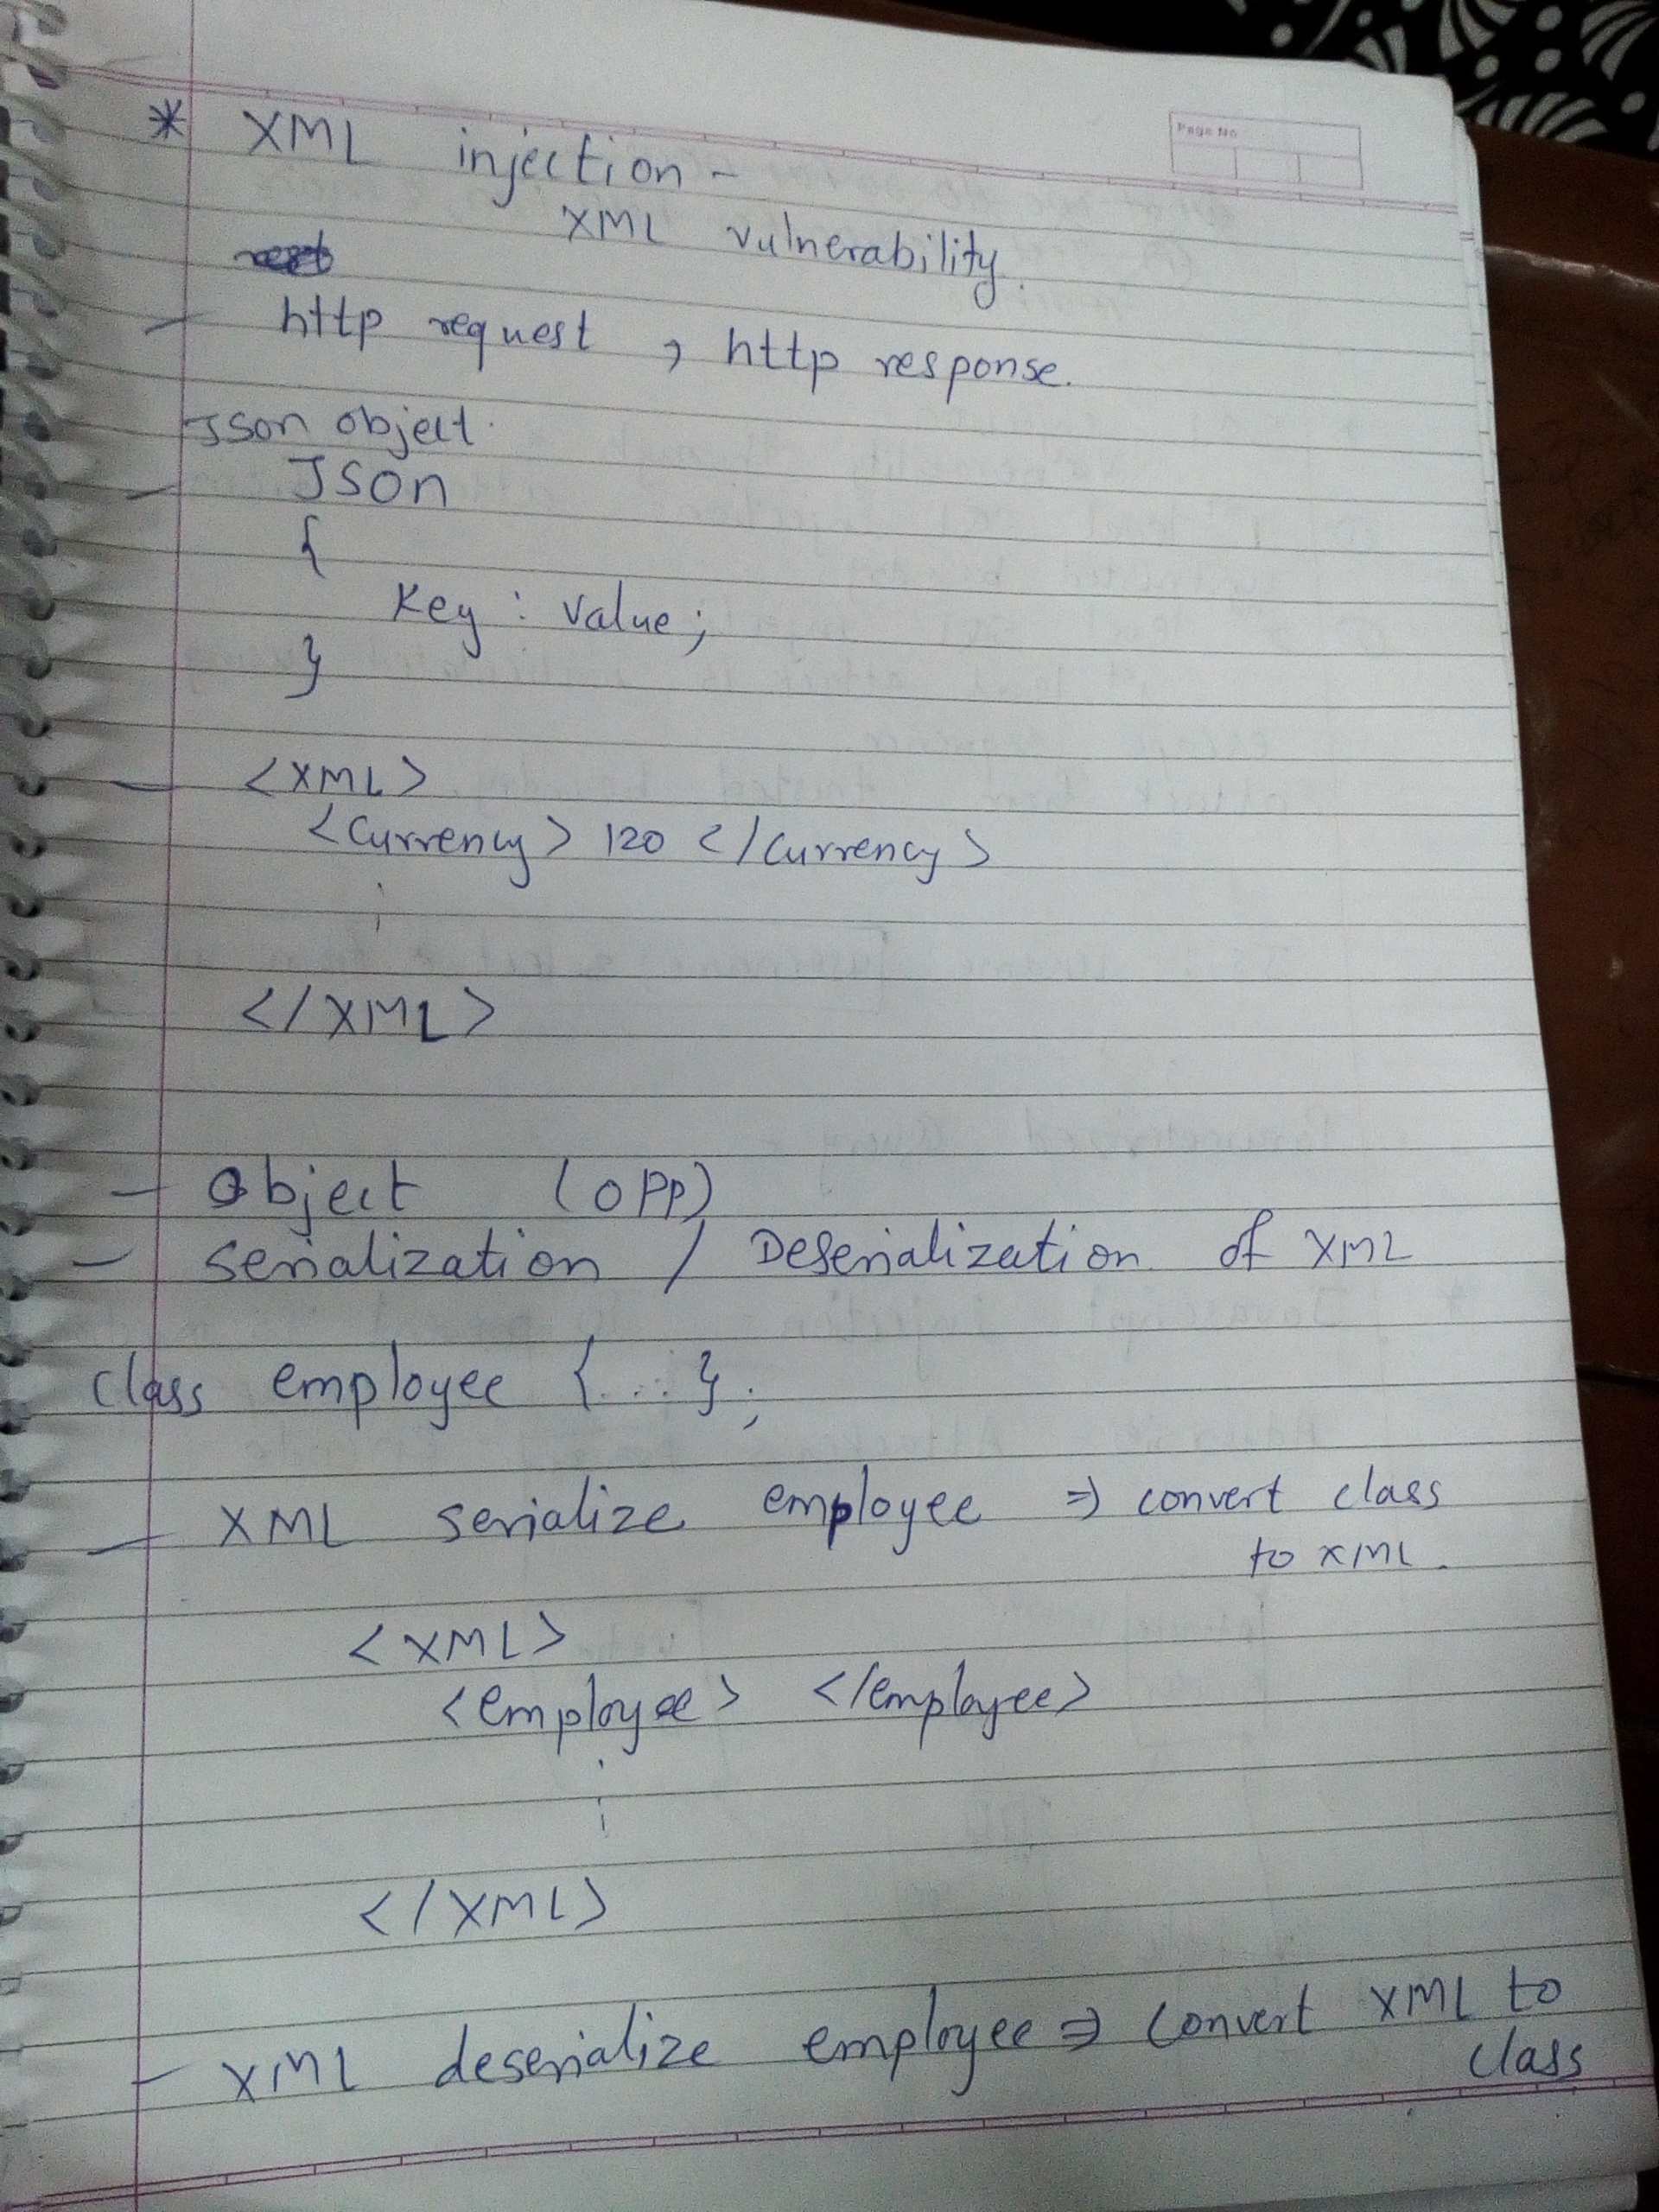 Page No
* XML injection -
XML vulnerability.
- http request , http response.
Json object.
- Json
{
Key : value;
}
- <XML>
<Currency> 120 </Currency>
</XML>
- Object (OPP)
- Serialization / Deserialization of XML
class employee {...};
- XML serialize employee => convert class
to XML.
<XML>
<employee> </employee>
</XML>
- XML deserialize employee => convert XML to
class